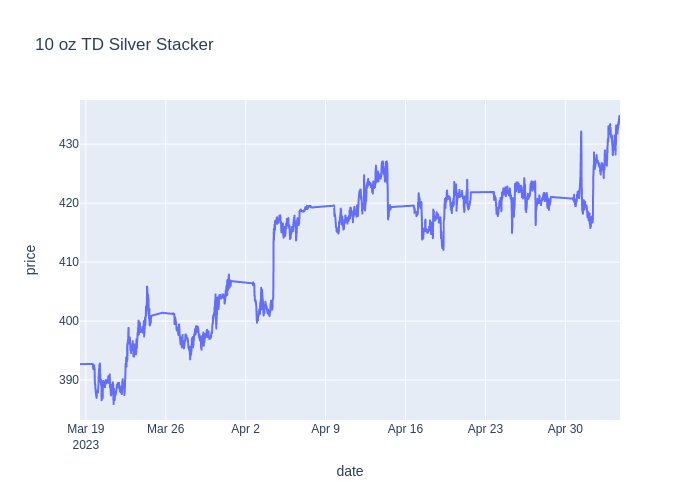 10 oz TD Silver Stacker
430
420
410
400
390
price
Mar 19
2023
Mar 26
Apr 2
Apr 9
Apr 16
Apr 23
Apr 30
date